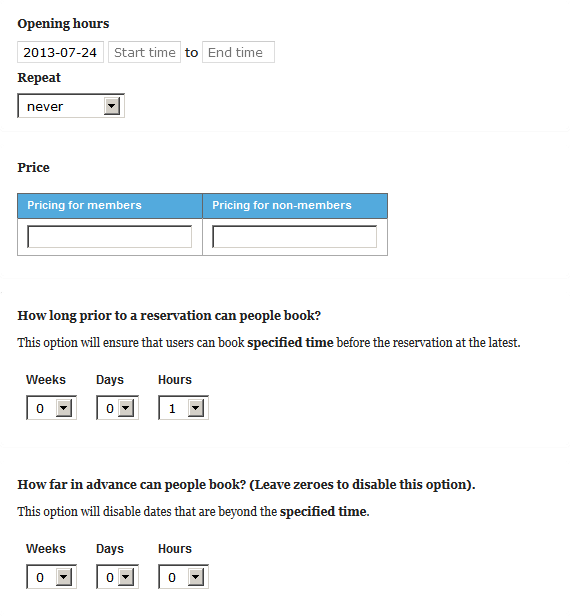 Opening hours
2013-07-24 Start time to End time
Repeat
never
Price
Pricing for members Pricing for non-members
How long prior to a reservation can people book?
This option will ensure that users can book specified time before the reservation at the latest.
Weeks Days Hours
0 0 1
How far in advance can people book? (Leave zeroes to disable this option).
This option will disable dates that are beyond the specified time.
Weeks Days Hours
0 0 0